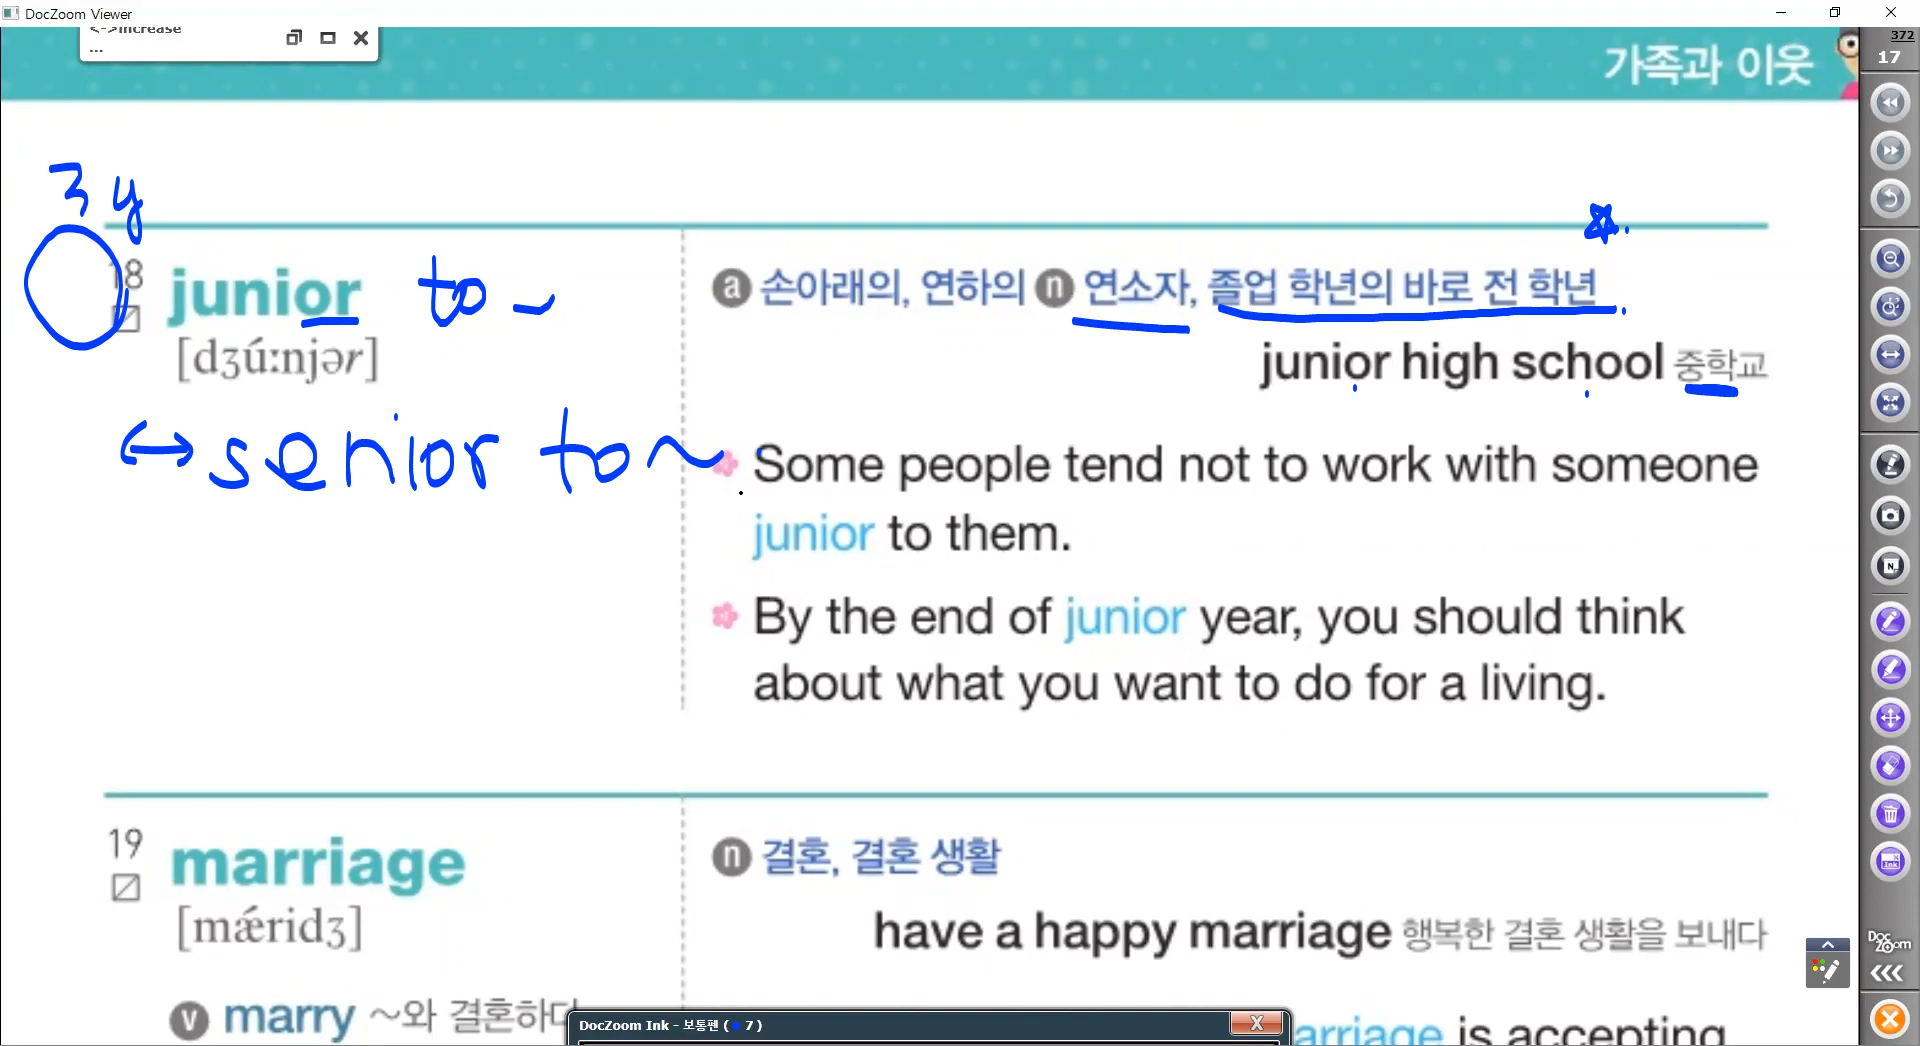 DocZoom Viewer
<->increase
...
372
17
가족과 이웃
3 y
18
junior to ~
ⓐ 손아래의, 연하의 ⓝ 연소자, 졸업 학년의 바로 전 학년
[dʒúːnjər]
junior high school 중학교
↔ senior to ~
Some people tend not to work with someone
junior to them.
By the end of junior year, you should think
about what you want to do for a living.
19
marriage
ⓝ 결혼, 결혼 생활
[mǽridʒ]
have a happy marriage 행복한 결혼 생활을 보내다
ⓥ marry ~와 결혼하다
arriage is accepting
DocZoom Ink - 보통펜 ( 7 )
X
Doc Zoom
N
Ink